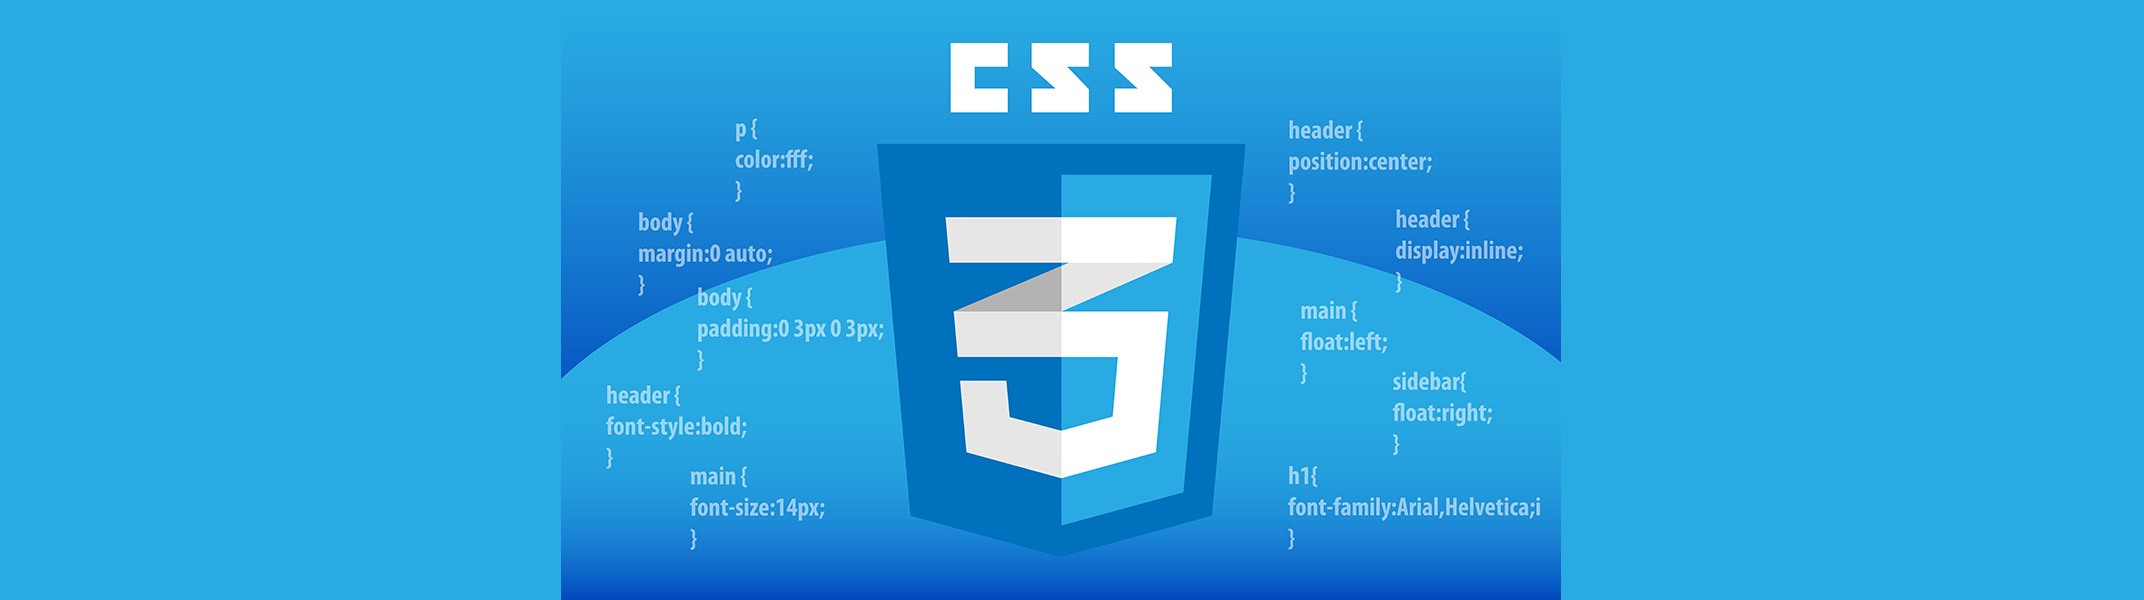 CSS
3
p {
color:fff;
}
body {
margin:0 auto;
}
body {
padding:0 3px 0 3px;
}
header {
font-style:bold;
}
main {
font-size:14px;
}
header {
position:center;
}
header {
display:inline;
}
main {
float:left;
}
sidebar{
float:right;
}
h1{
font-family:Arial,Helvetica;i
}